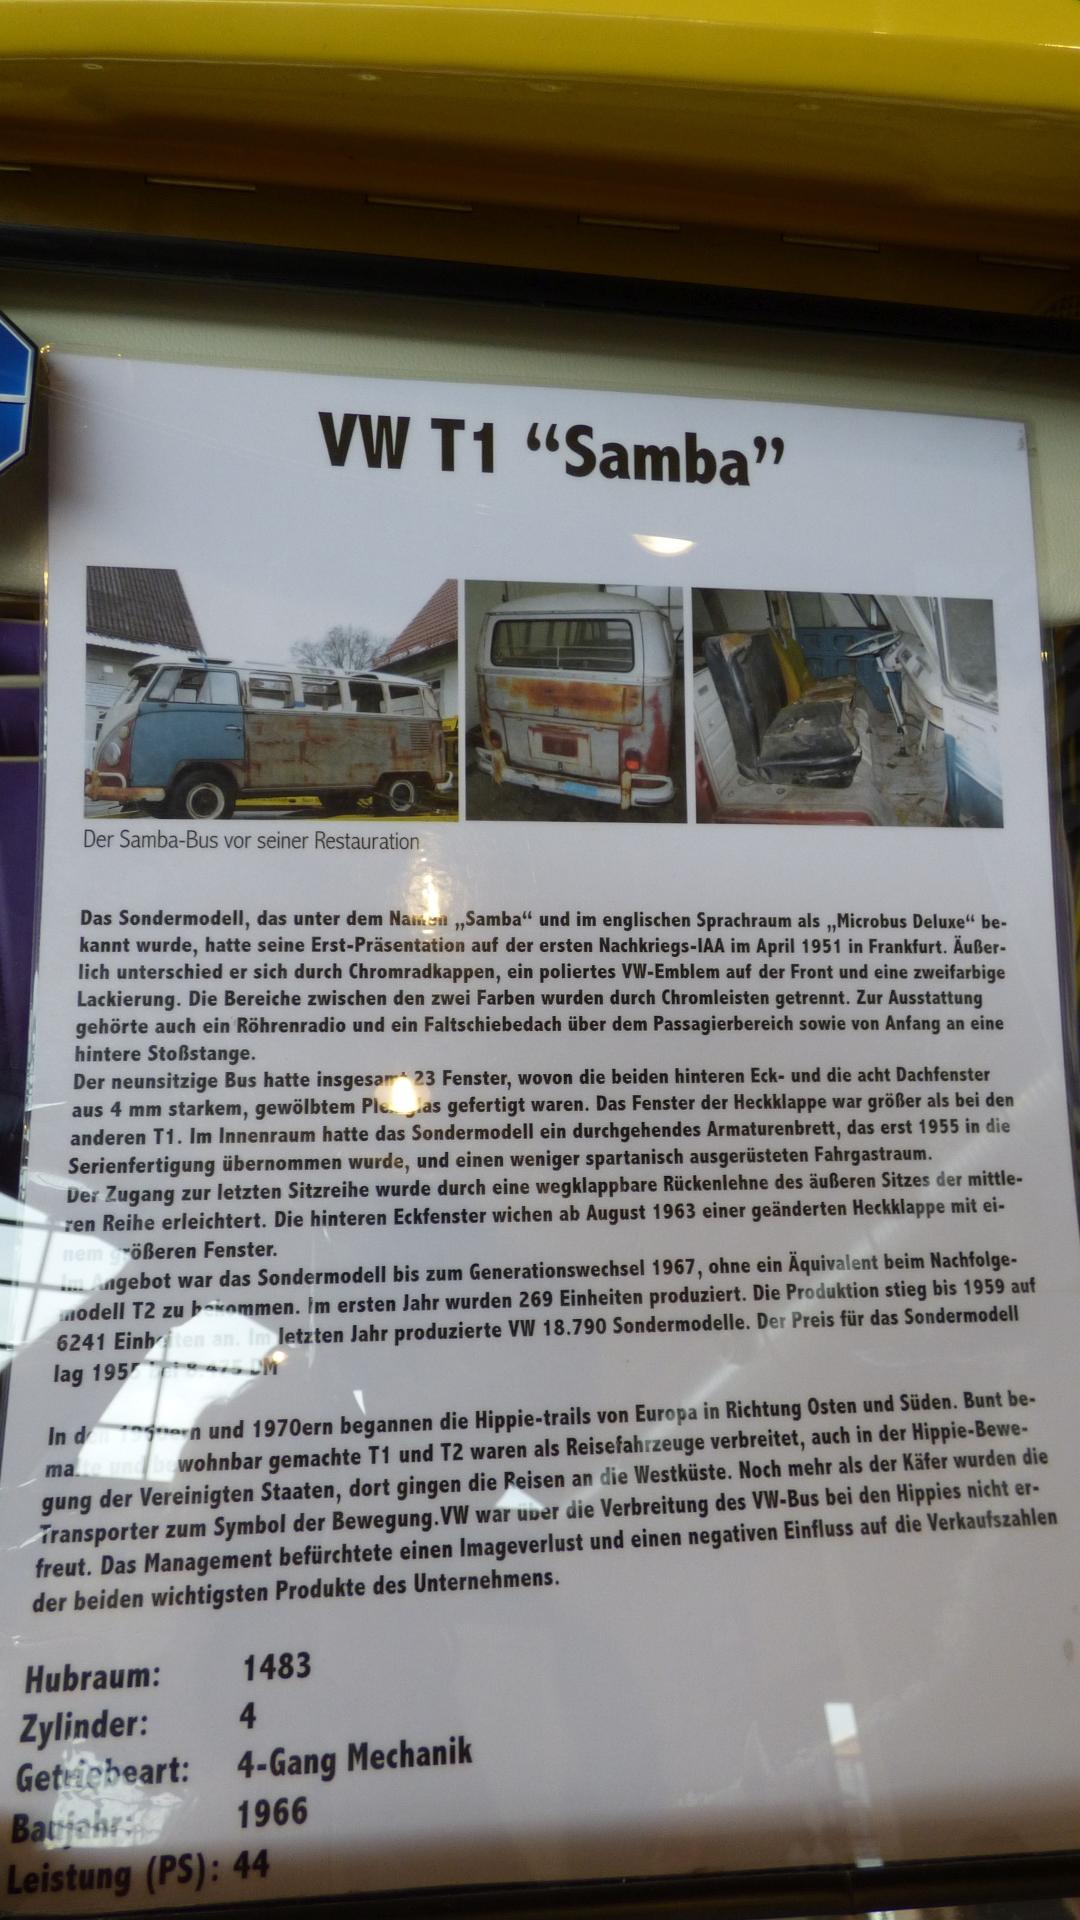 VW T1 “Samba”
Der Samba-Bus vor seiner Restauration
Das Sondermodell, das unter dem Namen „Samba“ und im englischen Sprachraum als „Microbus Deluxe“ be-
kannt wurde, hatte seine Erst-Präsentation auf der ersten Nachkriegs-IAA im April 1951 in Frankfurt. Äußer-
lich unterschied er sich durch Chromradkappen, ein poliertes VW-Emblem auf der Front und eine zweifarbige
Lackierung. Die Bereiche zwischen den zwei Farben wurden durch Chromleisten getrennt. Zur Ausstattung
gehörte auch ein Röhrenradio und ein Faltschiebedach über dem Passagierbereich sowie von Anfang an eine
hintere Stoßstange.
Der neunsitzige Bus hatte insgesamt 23 Fenster, wovon die beiden hinteren Eck- und die acht Dachfenster
aus 4 mm starkem, gewölbtem Plexiglas gefertigt waren. Das Fenster der Heckklappe war größer als bei den
anderen T1. Im Innenraum hatte das Sondermodell ein durchgehendes Armaturenbrett, das erst 1955 in die
Serienfertigung übernommen wurde, und einen weniger spartanisch ausgerüsteten Fahrgastraum.
Der Zugang zur letzten Sitzreihe wurde durch eine wegklappbare Rückenlehne des äußeren Sitzes der mittle-
ren Reihe erleichtert. Die hinteren Eckfenster wichen ab August 1963 einer geänderten Heckklappe mit ei-
nem größeren Fenster.
Im Angebot war das Sondermodell bis zum Generationswechsel 1967, ohne ein Äquivalent beim Nachfolge-
modell T2 zu bekommen. Im ersten Jahr wurden 269 Einheiten produziert. Die Produktion stieg bis 1959 auf
6241 Einheiten an. Im letzten Jahr produzierte VW 18.790 Sondermodelle. Der Preis für das Sondermodell
lag 1955 bei 8.475 DM
In den 1960ern und 1970ern begannen die Hippie-trails von Europa in Richtung Osten und Süden. Bunt be-
malte und bewohnbar gemachte T1 und T2 waren als Reisefahrzeuge verbreitet, auch in der Hippie-Bewe-
gung der Vereinigten Staaten, dort gingen die Reisen an die Westküste. Noch mehr als der Käfer wurden die
Transporter zum Symbol der Bewegung.VW war über die Verbreitung des VW-Bus bei den Hippies nicht er-
freut. Das Management befürchtete einen Imageverlust und einen negativen Einfluss auf die Verkaufszahlen
der beiden wichtigsten Produkte des Unternehmens.
Hubraum: 1483
Zylinder: 4
Getriebeart: 4-Gang Mechanik
Baujahr: 1966
Leistung (PS): 44